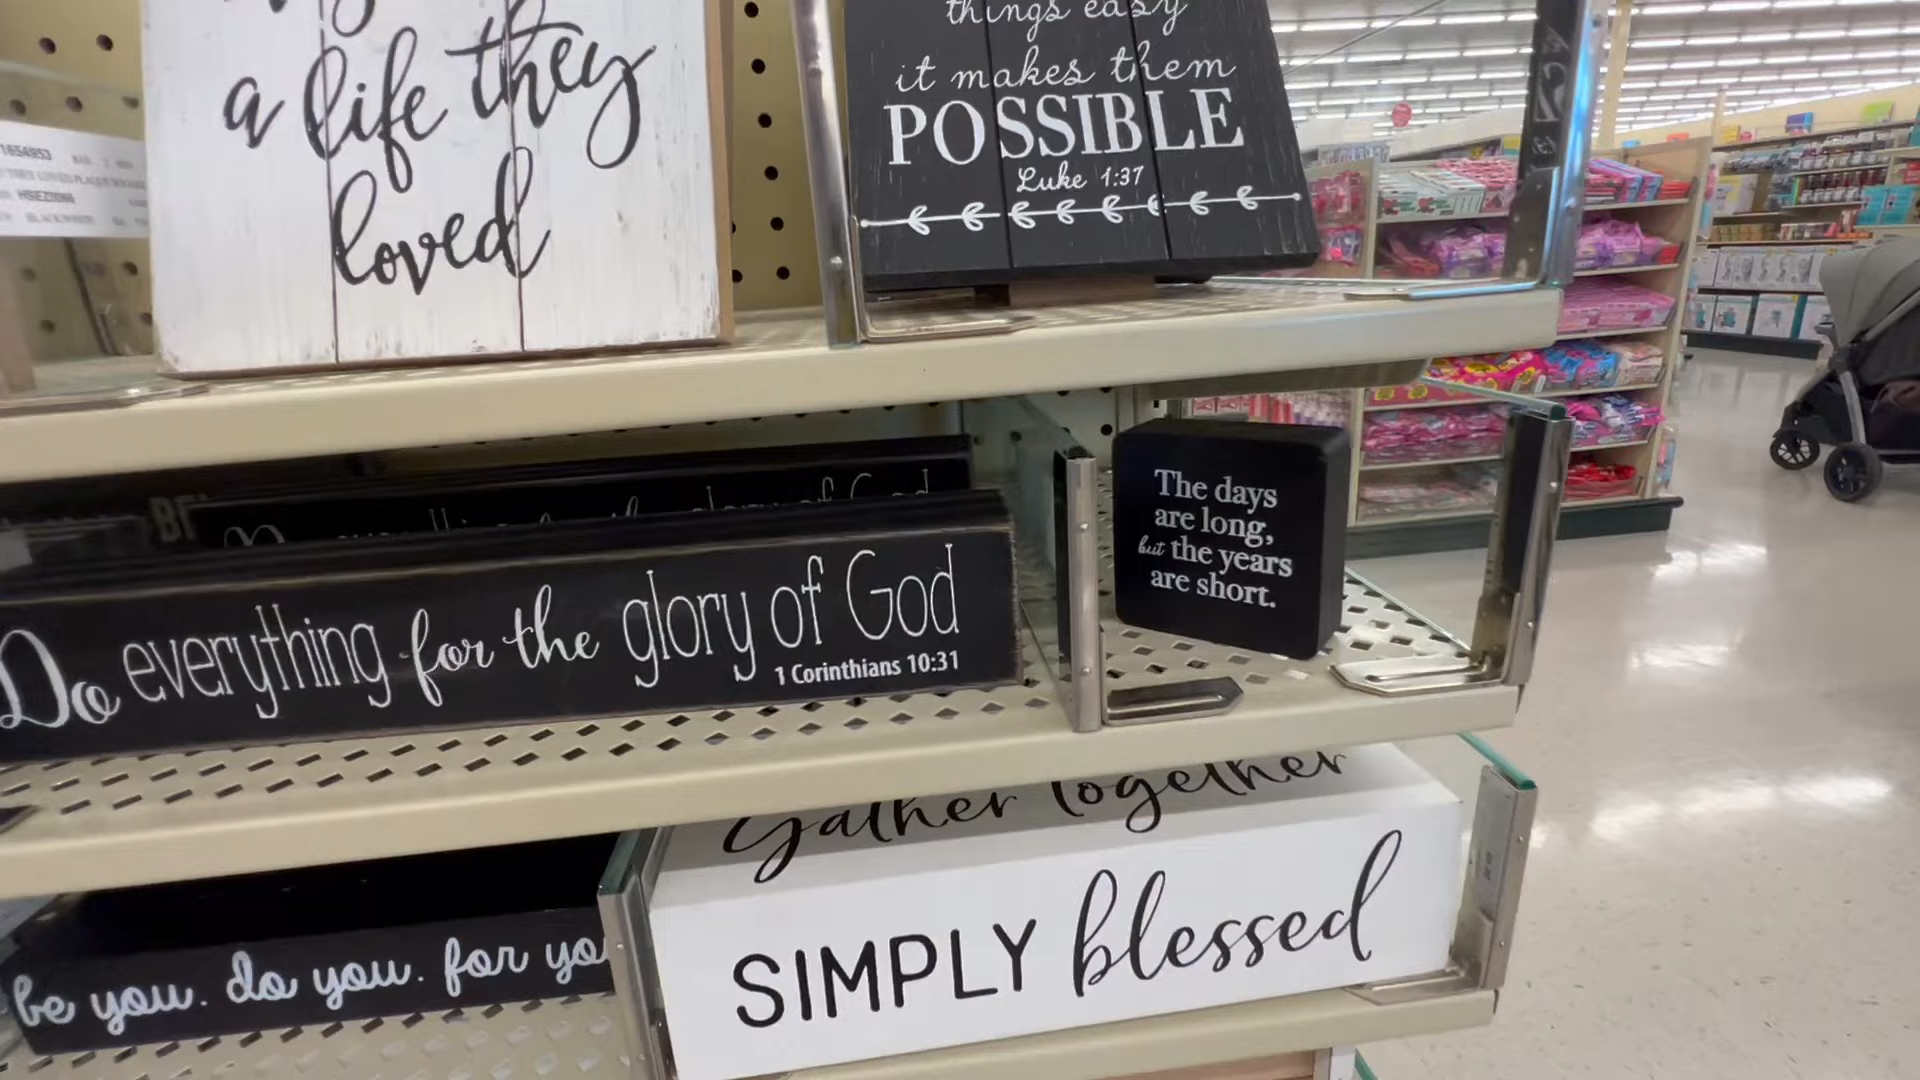 a life they
loved
things easy
it makes them
POSSIBLE
Luke 1:37
1654953
Do everything for the glory of God
1 Corinthians 10:31
The days
are long,
but the years
are short.
be you. do you. for yo
gather together
SIMPLY blessed